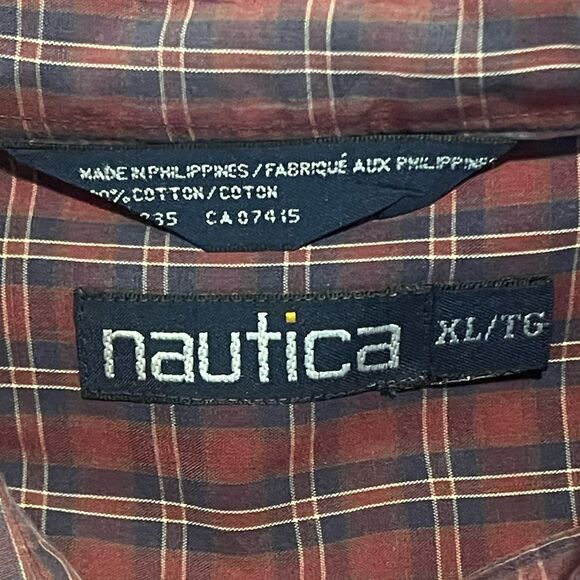 MADE IN PHILIPPINES / FABRIQUÉ AUX PHILIPPINES
COTTON/COTON
CA 07415
nautica
XL/TG